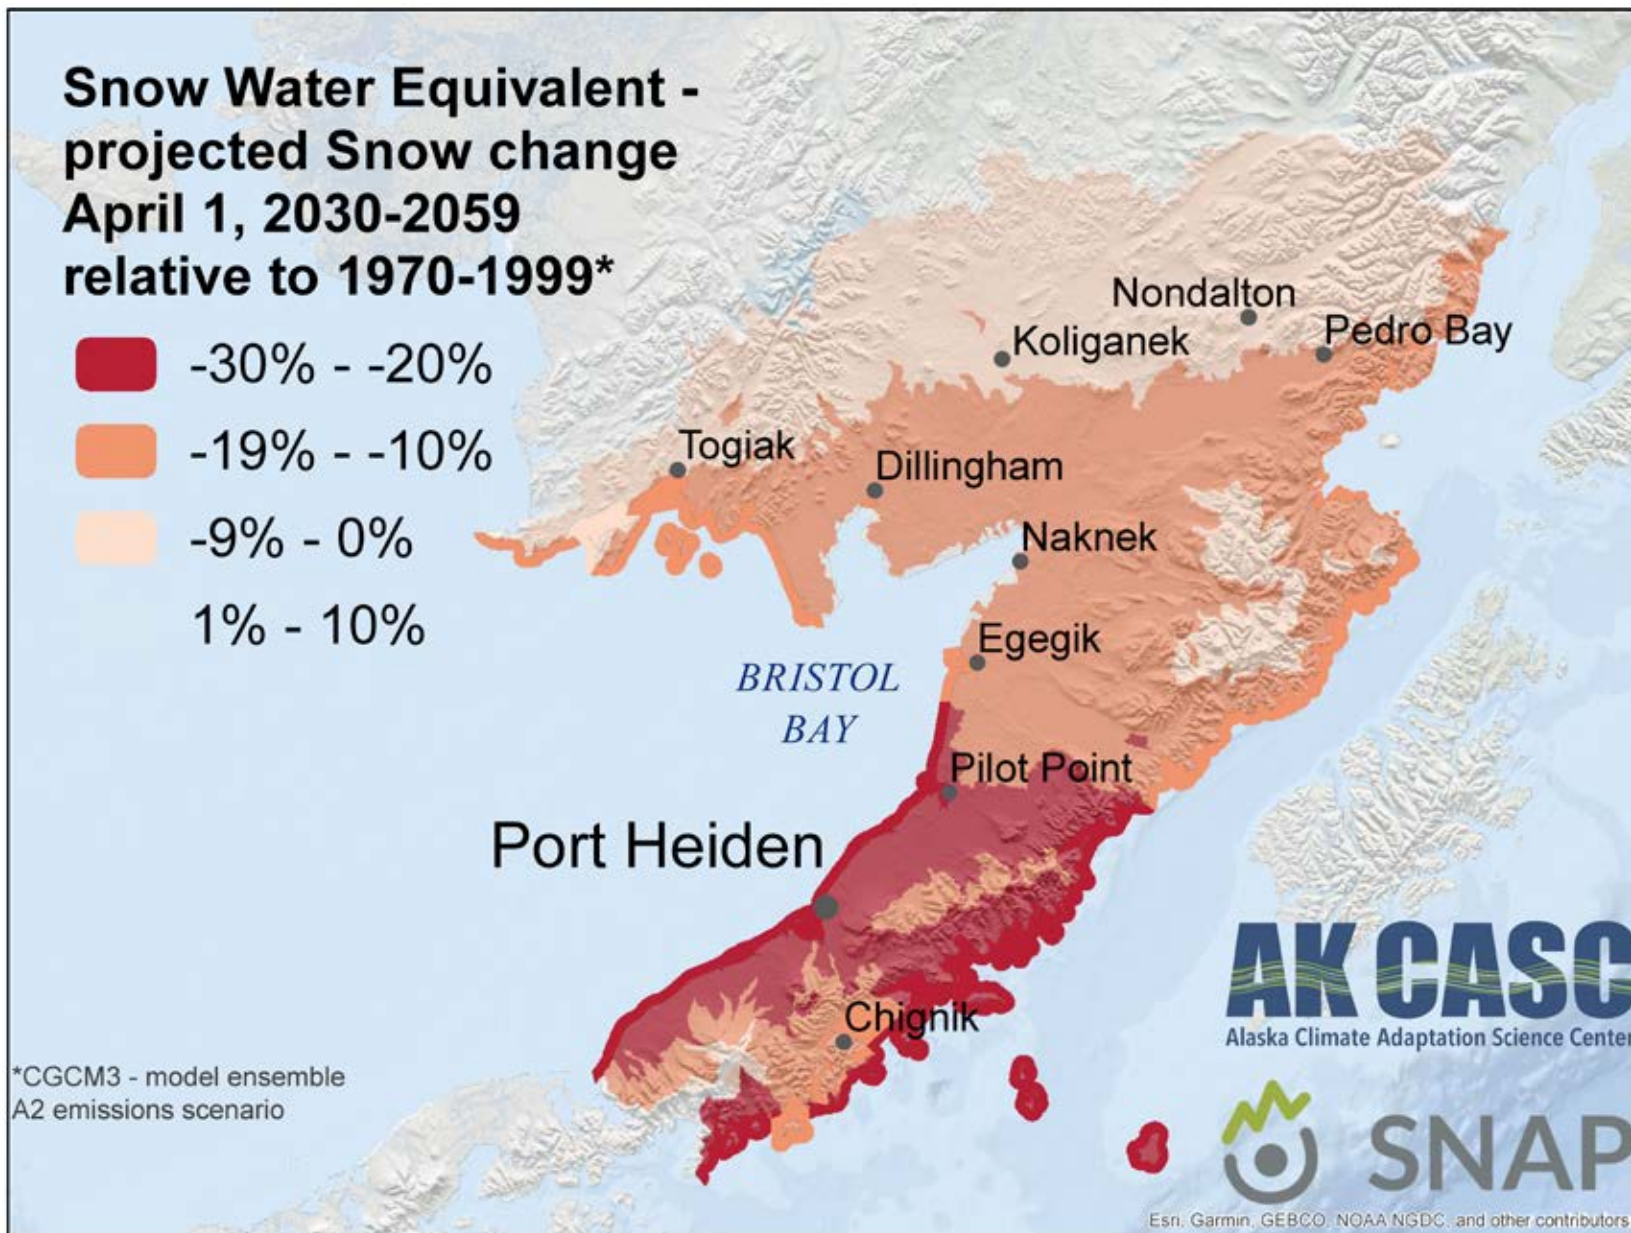 Snow Water Equivalent -
projected Snow change
April 1, 2030-2059
relative to 1970-1999*
-30% - -20%
-19% - -10%
-9% - 0%
1% - 10%
Nondalton
Koliganek
Pedro Bay
Togiak
Dillingham
Naknek
Egegik
BRISTOL
BAY
Pilot Point
Port Heiden
Chignik
AK CASC
Alaska Climate Adaptation Science Center
*CGCM3 - model ensemble
A2 emissions scenario
SNAP
Esri, Garmin, GEBCO, NOAA NGDC, and other contributors